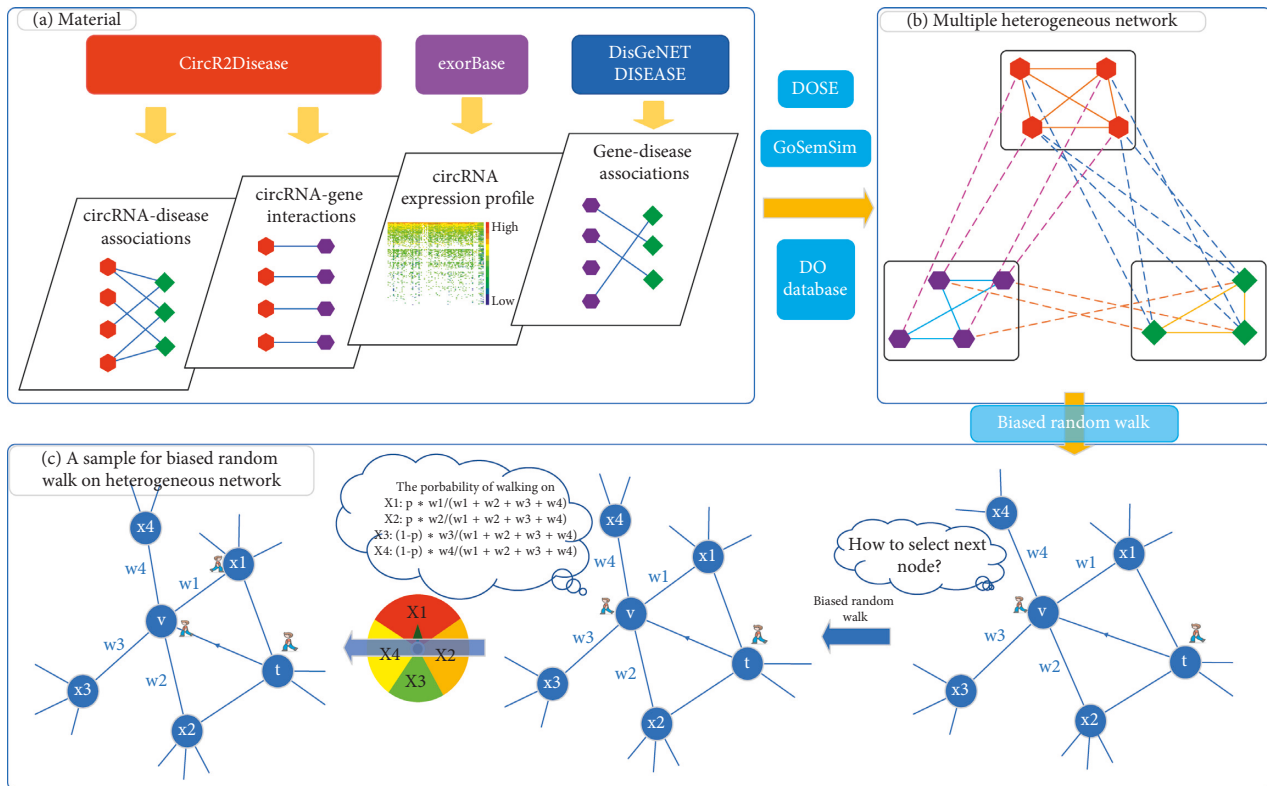 (a) Material
CircR2Disease
exorBase
DisGeNET
DISEASE
circRNA-disease
associations
circRNA-gene
interactions
circRNA
expression profile
High
Low
Gene-disease
associations
DOSE
GoSemSim
DO
database
(b) Multiple heterogeneous network
Biased random walk
(c) A sample for biased random
walk on heterogeneous network
x4
w4
w1
x1
v
w3
w2
t
x3
x2
The porbability of walking on
X1: p * w1/(w1 + w2 + w3 + w4)
X2: p * w2/(w1 + w2 + w3 + w4)
X3: (1-p) * w3/(w1 + w2 + w3 + w4)
X4: (1-p) * w4/(w1 + w2 + w3 + w4)
X1
X4
X2
X3
x4
w4
w1
x1
v
w3
w2
t
x3
x2
Biased random
walk
How to select next
node?
x4
w4
w1
x1
v
w3
w2
t
x3
x2